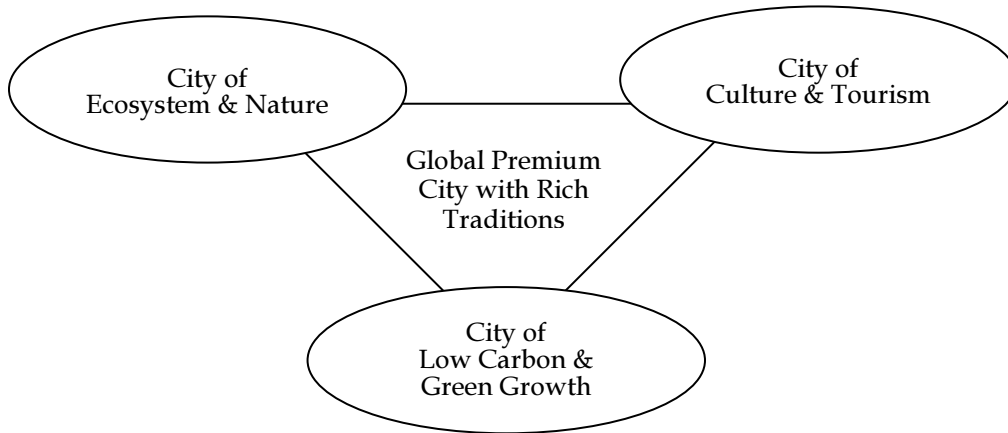 City of
Ecosystem & Nature
City of
Culture & Tourism
Global Premium
City with Rich
Traditions
City of
Low Carbon &
Green Growth